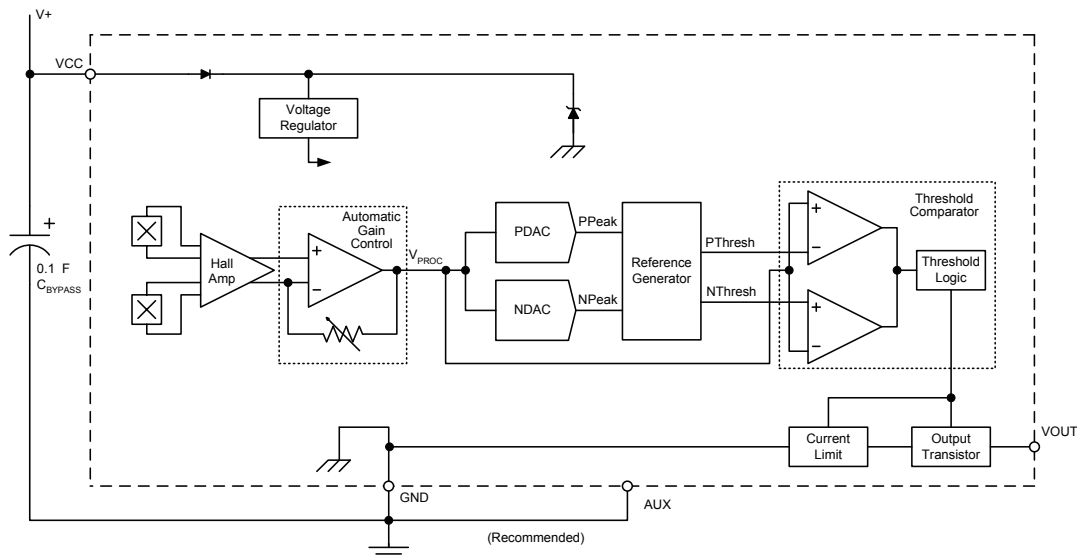 V+
VCC
Voltage
Regulator
+
0.1 F
CBYPASS
Hall
Amp
Automatic
Gain
Control
+
−
VPROC
PDAC
PPeak
NDAC
NPeak
Reference
Generator
PThresh
NThresh
Threshold
Comparator
+
−
+
−
Threshold
Logic
Current
Limit
Output
Transistor
VOUT
GND
AUX
(Recommended)